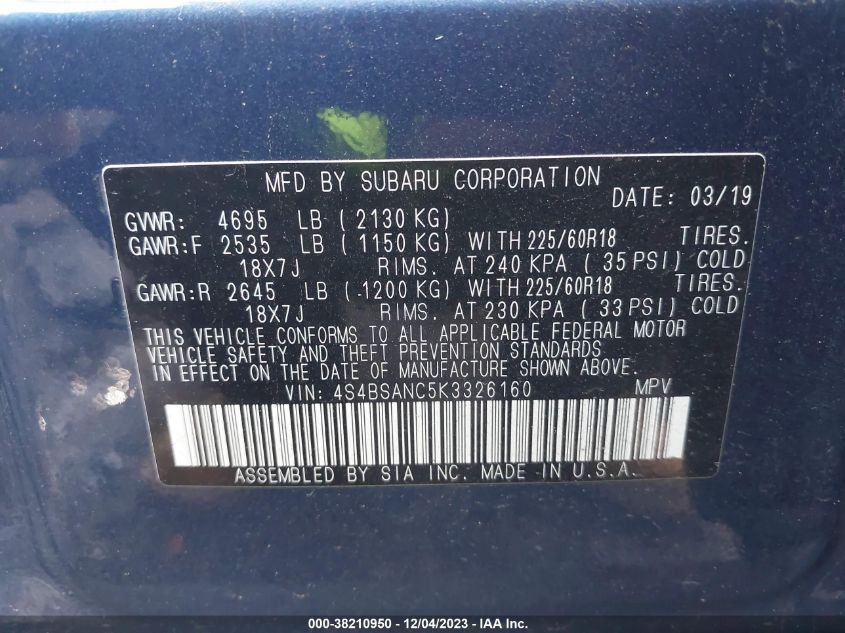 MFD BY SUBARU CORPORATION
DATE: 03/19
GVWR: 4695 LB ( 2130 KG)
GAWR:F 2535 LB ( 1150 KG) WITH 225/60R18 TIRES.
18X7J RIMS. AT 240 KPA ( 35 PSI) COLD
GAWR:R 2645 LB ( 1200 KG) WITH 225/60R18 TIRES.
18X7J RIMS. AT 230 KPA ( 33 PSI) COLD
THIS VEHICLE CONFORMS TO ALL APPLICABLE FEDERAL MOTOR
VEHICLE SAFETY AND THEFT PREVENTION STANDARDS
IN EFFECT ON THE DATE OF MANUFACTURE SHOWN ABOVE.
VIN: 4S4BSANC5K3326160 MPV
ASSEMBLED BY SIA INC. MADE IN U.S.A.
000-38210950 - 12/04/2023 - IAA Inc.